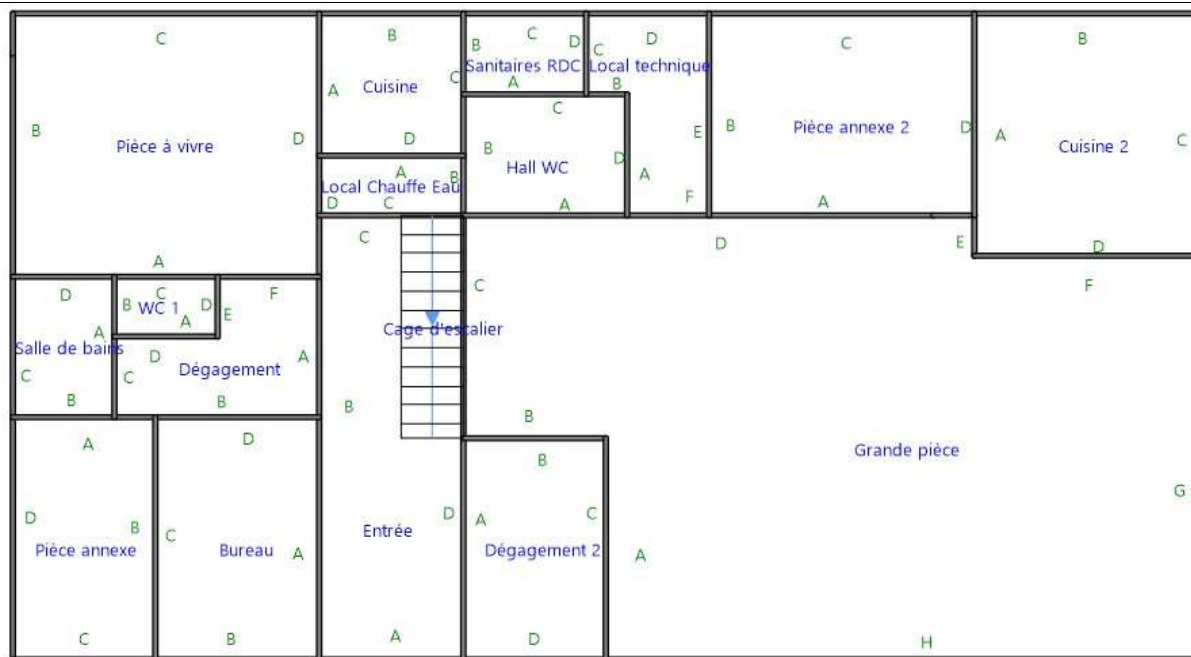 C
B
C
B
D
A
D
C
B
Pièce à vivre
B
D
A
Cuisine
A
B
C
D
Sanitaires RDC
B
C
D
A
Local technique
C
D
B
E
A
F
Pièce annexe 2
C
B
D
A
Cuisine 2
B
A
C
D
Local Chauffe Eau
A
B
D
C
Hall WC
C
B
D
A
Salle de bains
D
A
C
B
WC 1
C
B
D
A
Dégagement
F
E
D
A
C
B
Cage d'escalier
Entrée
C
B
D
A
Grande pièce
D
E
C
F
B
G
A
H
Pièce annexe
A
D
B
C
Bureau
D
C
A
B
Dégagement 2
B
A
C
D